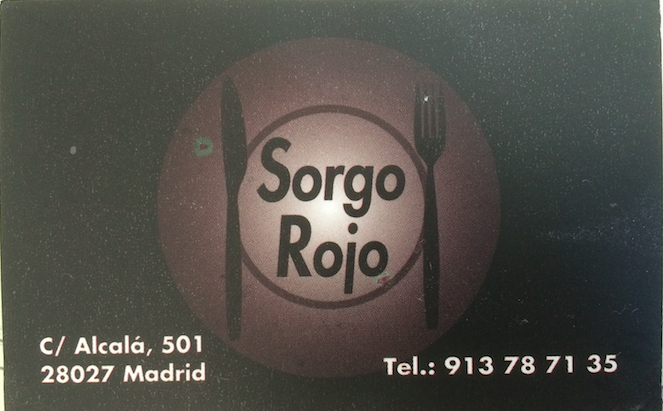 Sorgo
Rojo
C/ Alcalá, 501
28027 Madrid
Tel.: 913 78 71 35